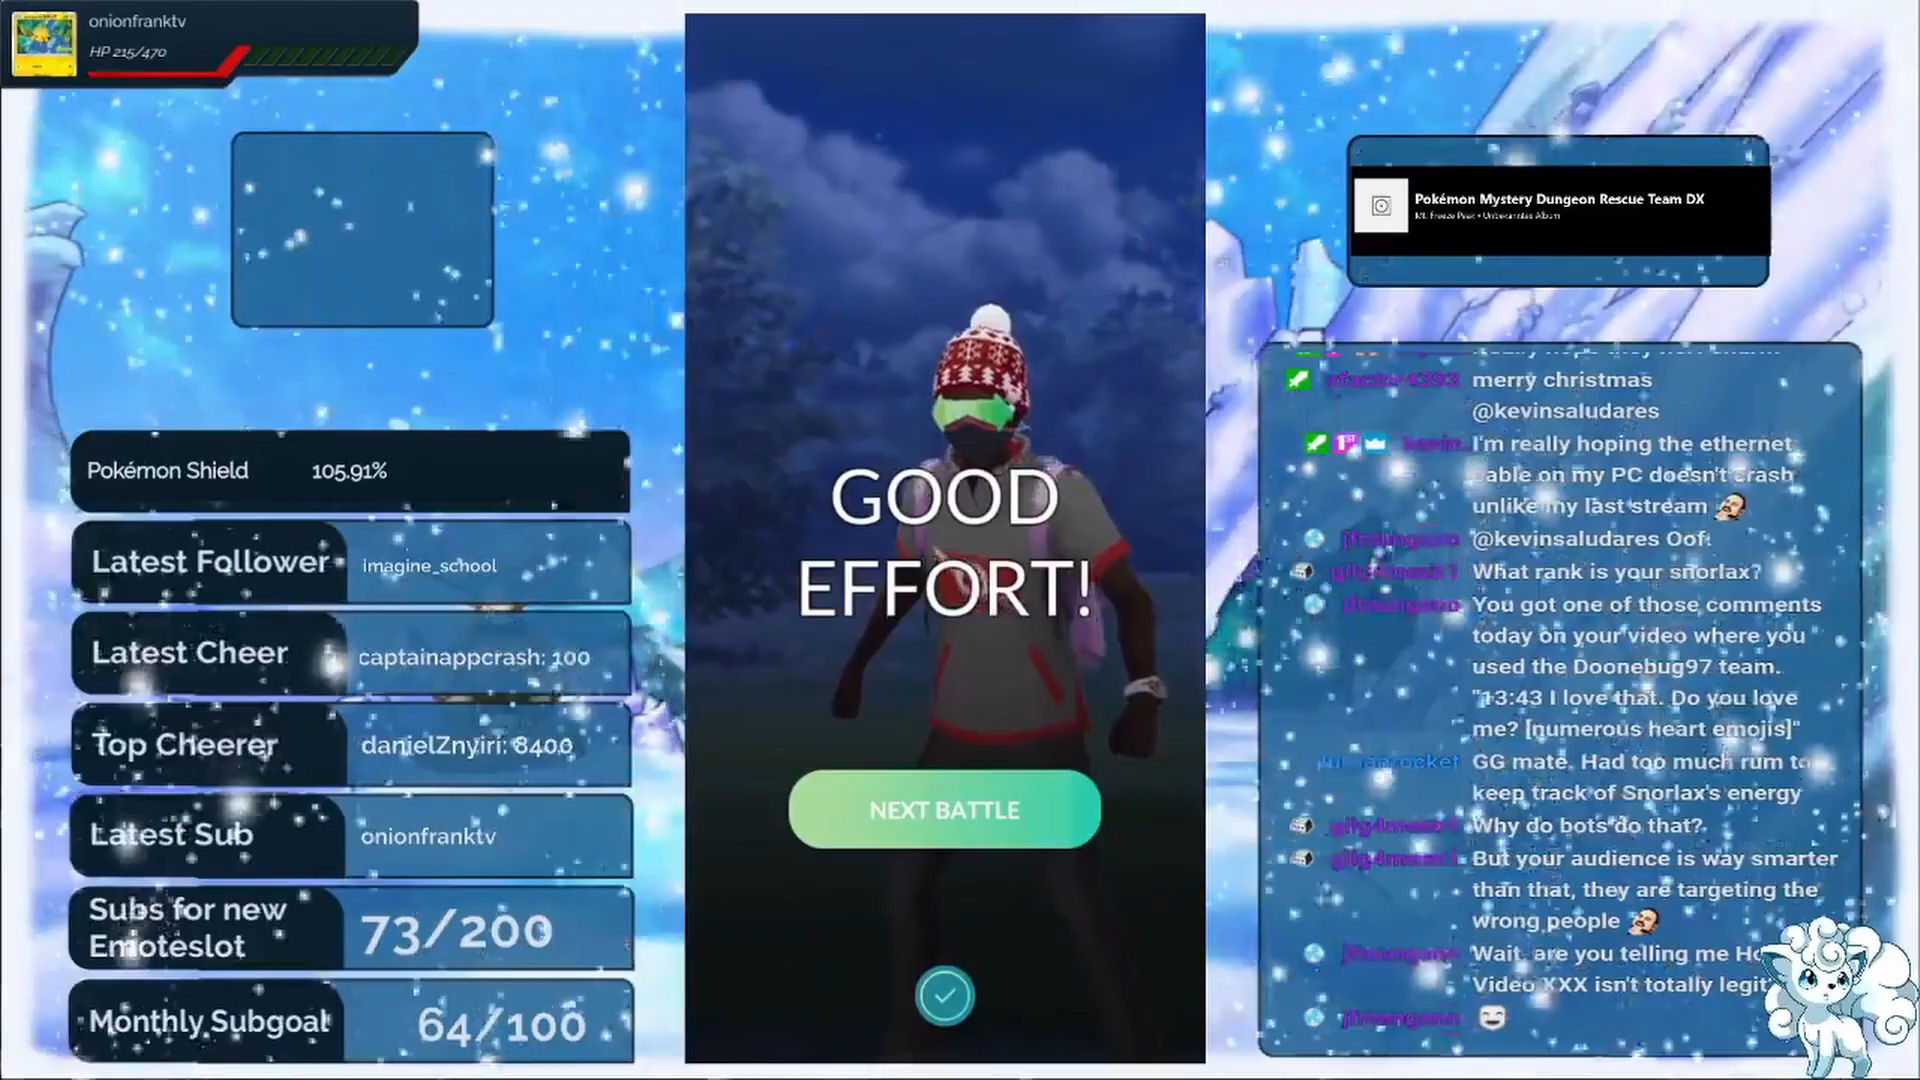 onionfranktv
HP 215/470
Pokémon Shield 105.91%
Latest Follower imagine_school
Latest Cheer captainappcrash: 100
Top Cheerer danielZnyiri: 8400
Latest Sub onionfranktv
Subs for new
Emoteslot
73/200
Monthly Subgoal 64/100
GOOD
EFFORT!
NEXT BATTLE
Pokémon Mystery Dungeon Rescue Team DX
Mt. Freeze Peak • Unbekanntes Album
merry christmas
@kevinsaludares
I'm really hoping the ethernet
cable on my PC doesn't crash
unlike my last stream
@kevinsaludares Oof.
What rank is your snorlax?
You got one of those comments
today on your video where you
used the Doonebug97 team.
"13:43 I love that. Do you love
me? [numerous heart emojis]"
GG mate. Had too much rum to
keep track of Snorlax's energy
Why do bots do that?
But your audience is way smarter
than that, they are targeting the
wrong people
Wait, are you telling me
Video XXX isn't totally legit